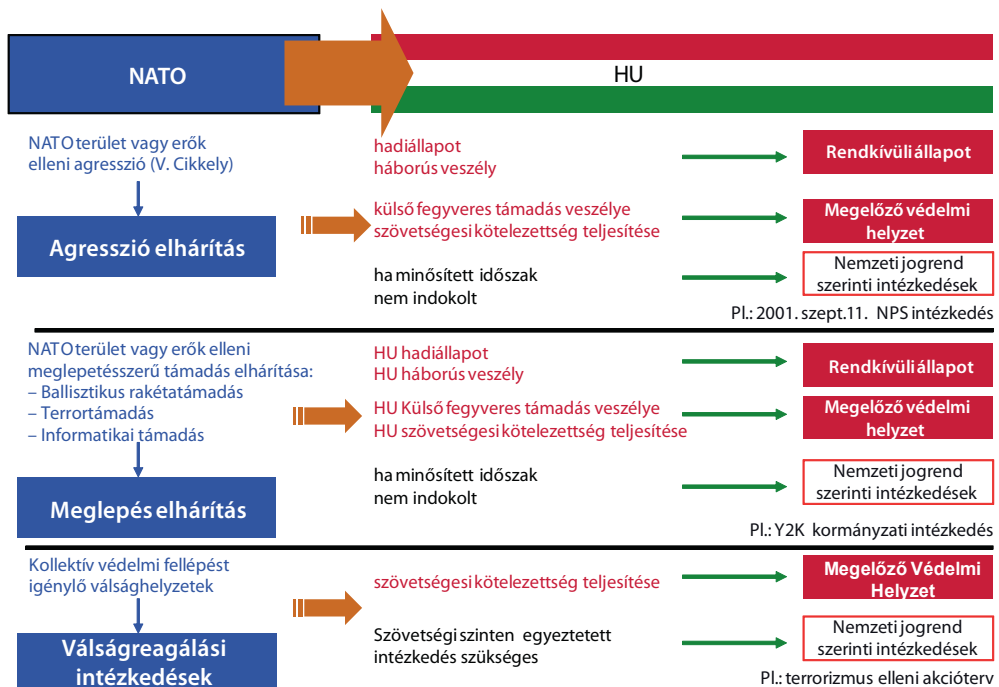 NATO
HU
NATO terület vagy erők
elleni agresszió (V. Cikkely)
Agresszió elhárítás
hadiállapot
háborús veszély
Rendkívüli állapot
külső fegyveres támadás veszélye
szövetségesi kötelezettség teljesítése
Megelőző védelmi
helyzet
ha minősített időszak
nem indokolt
Nemzeti jogrend
szerinti intézkedések
Pl.: 2001. szept.11. NPS intézkedés
NATO terület vagy erők elleni
meglepetésszerű támadás elhárítása:
– Ballisztikus rakétatámadás
– Terrortámadás
– Informatikai támadás
Meglepés elhárítás
HU hadiállapot
HU háborús veszély
Rendkívüli állapot
HU Külső fegyveres támadás veszélye
HU szövetségesi kötelezettség teljesítése
Megelőző védelmi
helyzet
ha minősített időszak
nem indokolt
Nemzeti jogrend
szerinti intézkedések
Pl.: Y2K kormányzati intézkedés
Kollektív védelmi fellépést
igénylő válsághelyzetek
Válságreagálási
intézkedések
szövetségesi kötelezettség teljesítése
Megelőző Védelmi
Helyzet
Szövetségi szinten egyeztetett
intézkedés szükséges
Nemzeti jogrend
szerinti intézkedések
Pl.: terrorizmus elleni akcióterv